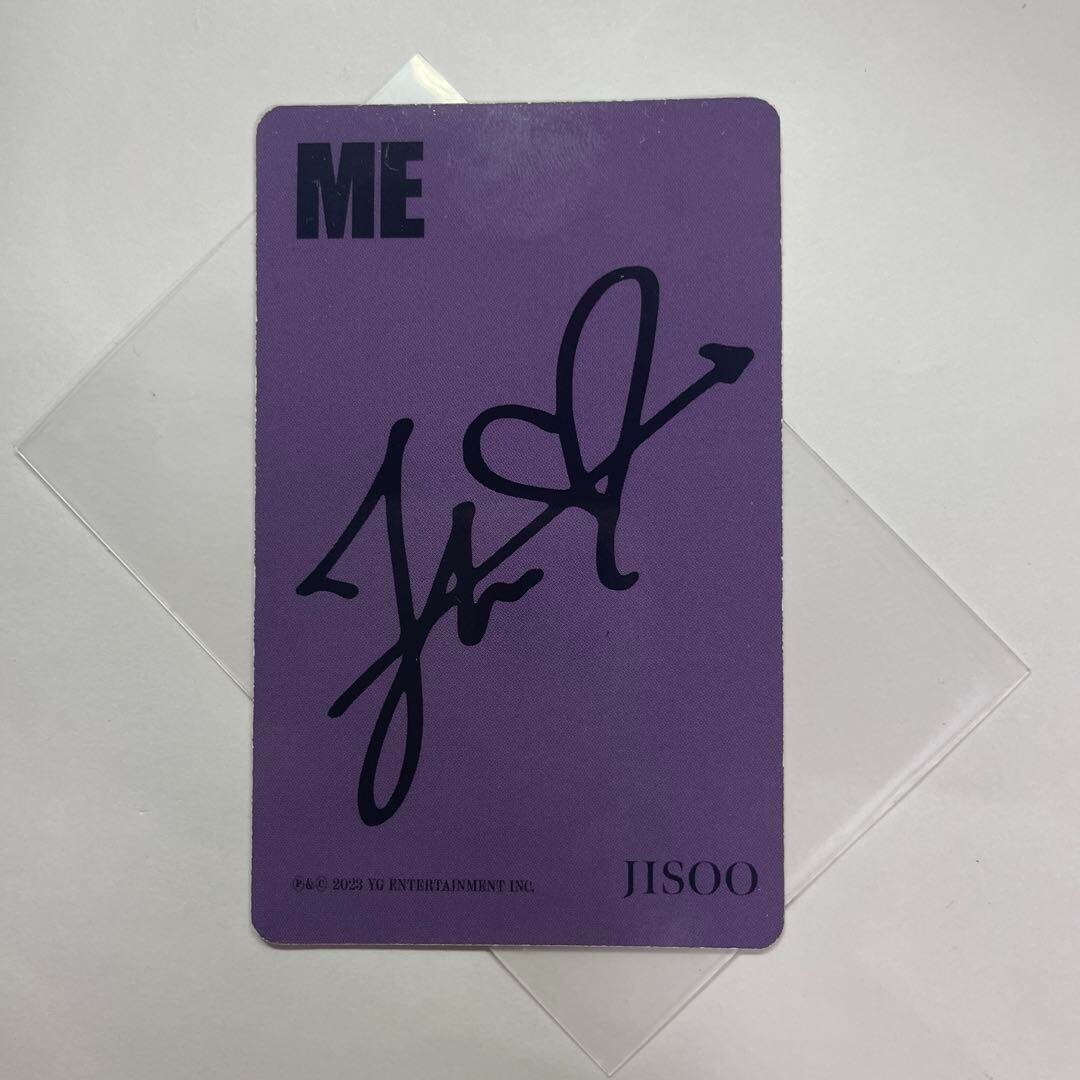 ME
℗&© 2023 YG ENTERTAINMENT INC.
JISOO